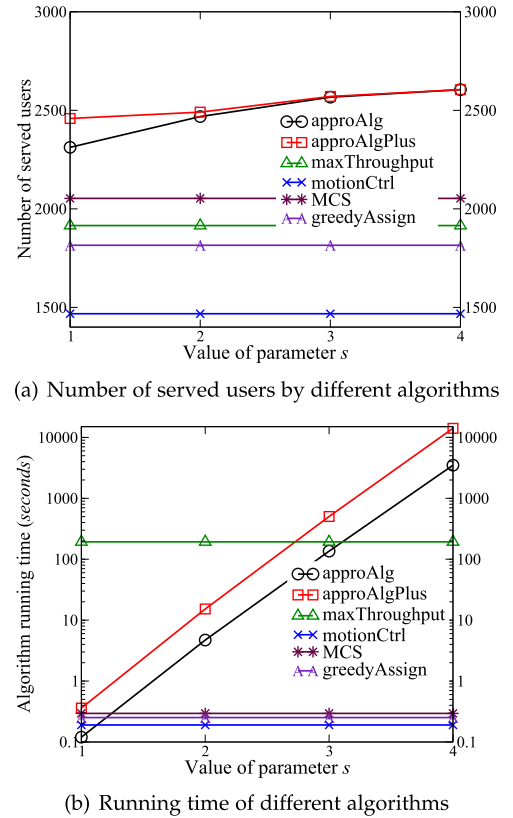 3000
3000
2500
2500
2000
2000
1500
1500
Number of served users
approAlg
approAlgPlus
maxThroughput
motionCtrl
MCS
greedyAssign
1
2
3
4
Value of parameter s
(a) Number of served users by different algorithms
10000
10000
1000
1000
100
100
10
10
1
1
0.1
0.1
Algorithm running time (seconds)
approAlg
approAlgPlus
maxThroughput
motionCtrl
MCS
greedyAssign
1
2
3
4
Value of parameter s
(b) Running time of different algorithms